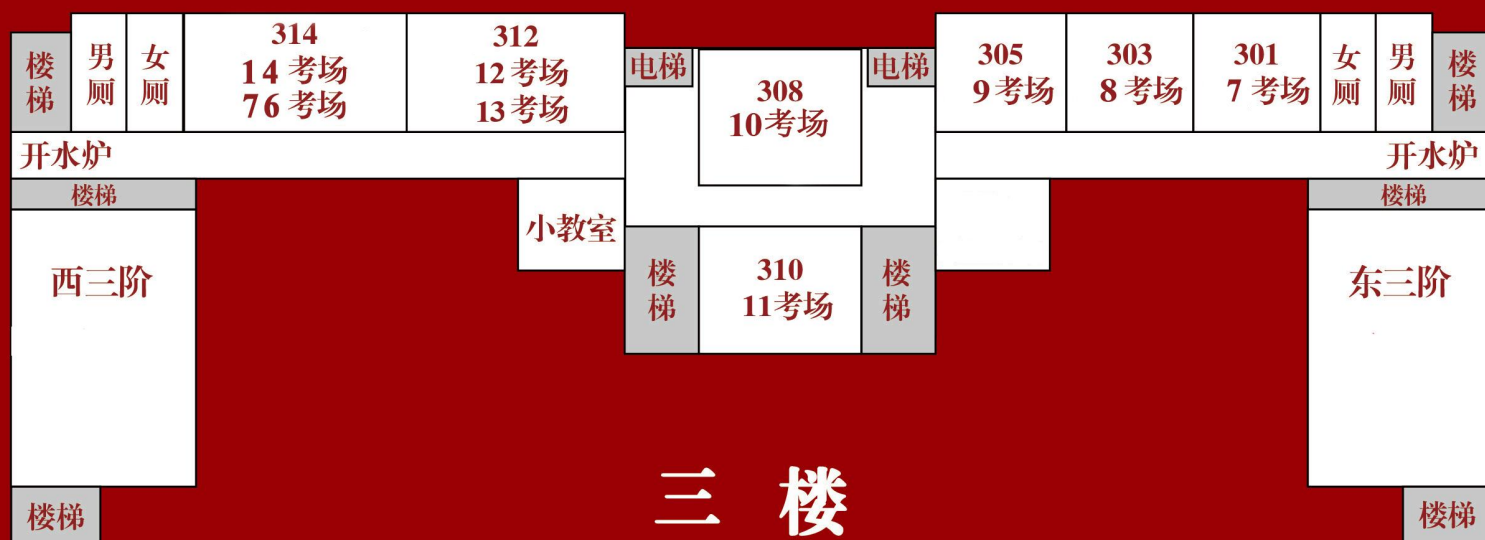 楼梯
男厕
女厕
314
14 考场
76 考场
312
12 考场
13 考场
电梯
308
10 考场
电梯
305
9 考场
303
8 考场
301
7 考场
女厕
男厕
楼梯
开水炉
开水炉
楼梯
西三阶
小教室
楼梯
310
11 考场
楼梯
楼梯
东三阶
楼梯
三 楼
楼梯